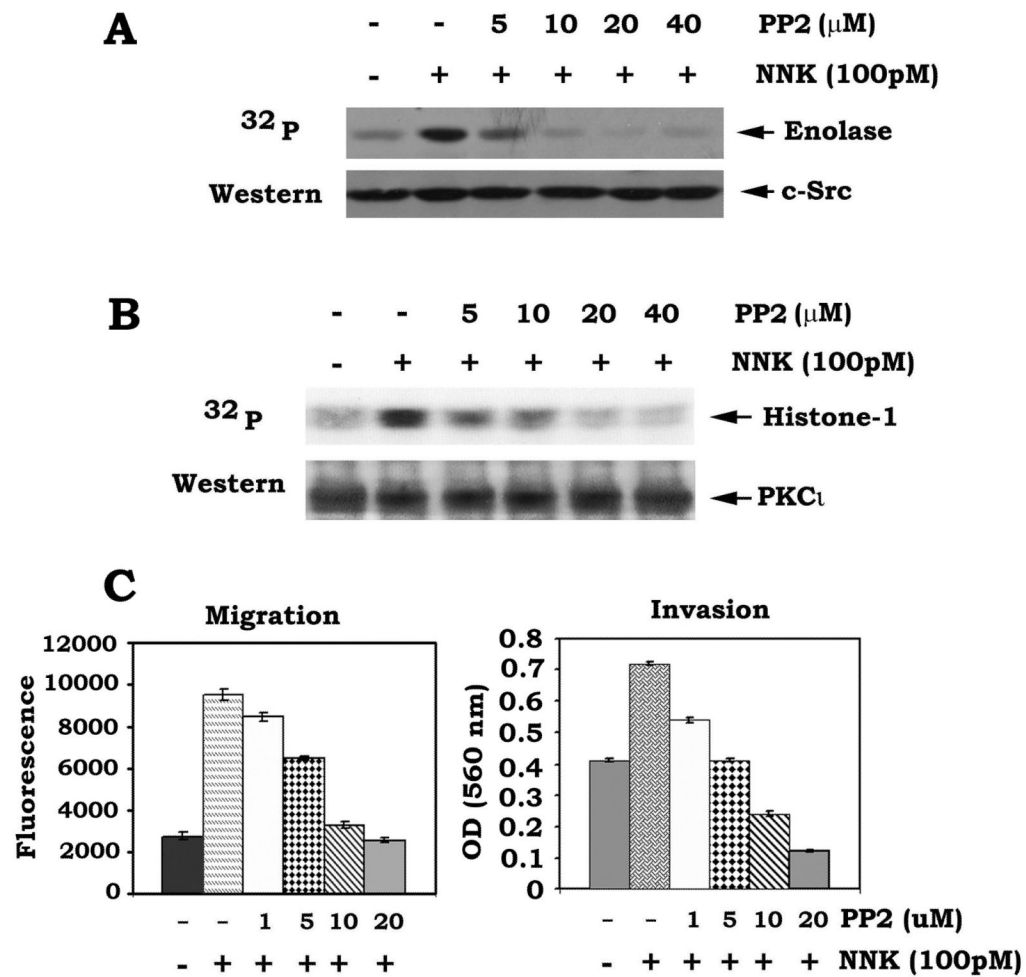 A
- - 5 10 20 40 PP2 (μM)
- + + + + + NNK (100pM)
32 P Enolase
Western c-Src
B
- - 5 10 20 40 PP2 (μM)
- + + + + + NNK (100pM)
32 P Histone-1
Western PKCι
C
Migration
12000
10000
8000
6000
4000
2000
0
Fluorescence
- - 1 5 10 20
- + + + + +
Invasion
0.8
0.7
0.6
0.5
0.4
0.3
0.2
0.1
0
OD (560 nm)
- - 1 5 10 20 PP2 (uM)
- + + + + + NNK (100pM)